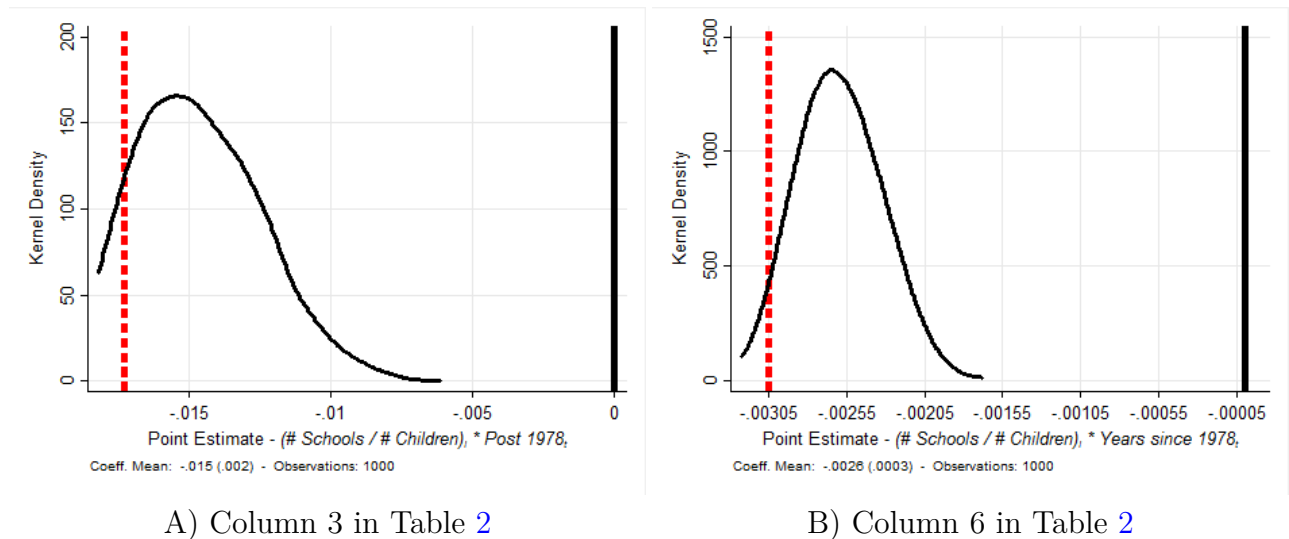 200
150
100
50
0
Kernel Density
-.015 -.01 -.005 0
Point Estimate - (# Schools / # Children), * Post 1978,
Coeff. Mean: -.015 (.002) - Observations: 1000
A) Column 3 in Table 2
1500
1000
500
0
Kernel Density
-.00305 -.00255 -.00205 -.00155 -.00105 -.00055 -.00005
Point Estimate - (# Schools / # Children), * Years since 1978,
Coeff. Mean: -.0026 (.0003) - Observations: 1000
B) Column 6 in Table 2